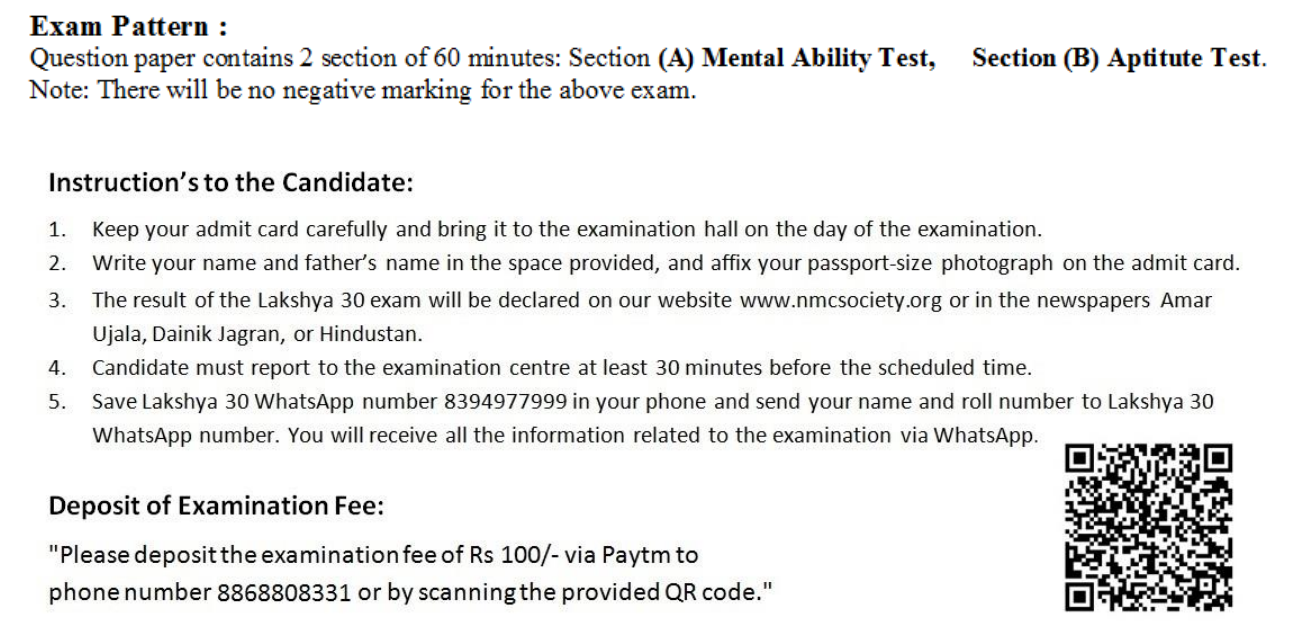 Exam Pattern :
Question paper contains 2 section of 60 minutes: Section (A) Mental Ability Test, Section (B) Aptitute Test.
Note: There will be no negative marking for the above exam.
Instruction’s to the Candidate:
1. Keep your admit card carefully and bring it to the examination hall on the day of the examination.
2. Write your name and father’s name in the space provided, and affix your passport-size photograph on the admit card.
3. The result of the Lakshya 30 exam will be declared on our website www.nmcsociety.org or in the newspapers Amar
Ujala, Dainik Jagran, or Hindustan.
4. Candidate must report to the examination centre at least 30 minutes before the scheduled time.
5. Save Lakshya 30 WhatsApp number 8394977999 in your phone and send your name and roll number to Lakshya 30
WhatsApp number. You will receive all the information related to the examination via WhatsApp.
Deposit of Examination Fee:
"Please deposit the examination fee of Rs 100/- via Paytm to
phone number 8868808331 or by scanning the provided QR code."